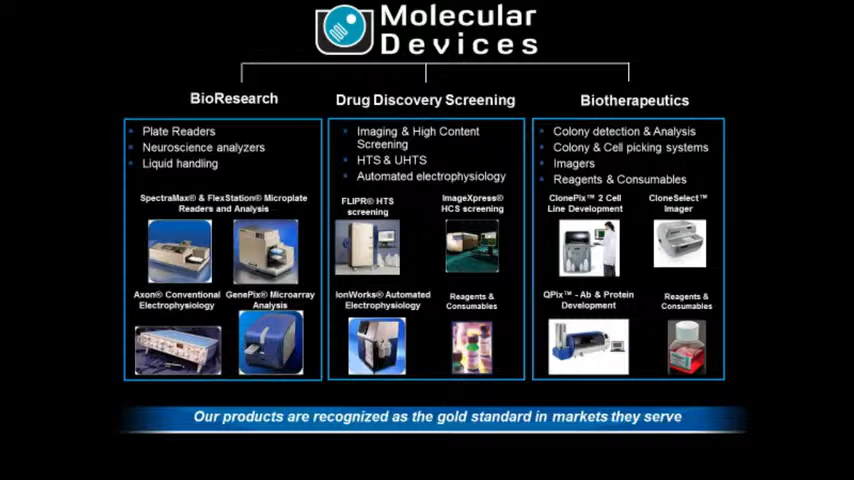 Molecular
Devices
BioResearch
Plate Readers
Neuroscience analyzers
Liquid handling
SpectraMax® & FlexStation® Microplate
Readers and Analysis
Axon® Conventional
Electrophysiology
GenePix® Microarray
Analysis
Drug Discovery Screening
Imaging & High Content
Screening
HTS & UHTS
Automated electrophysiology
FLIPR® HTS
screening
ImageXpress®
HCS screening
IonWorks® Automated
Electrophysiology
Reagents &
Consumables
Biotherapeutics
Colony detection & Analysis
Colony & Cell picking systems
Imagers
Reagents & Consumables
ClonePix™ 2 Cell
Line Development
CloneSelect™
Imager
QPix™ - Ab & Protein
Development
Reagents &
Consumables
Our products are recognized as the gold standard in markets they serve